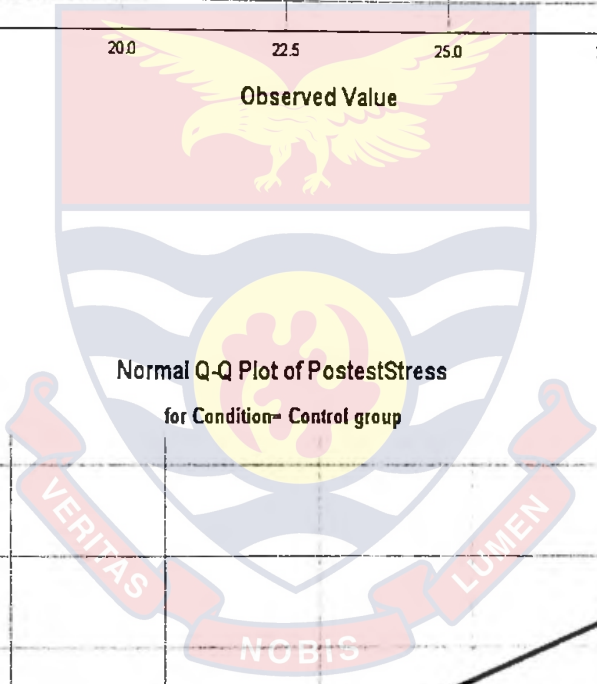 20.0 22.5 25.0
Observed Value
Normal Q-Q Plot of PostestStress
for Condition= Control group
VERITAS
NOBIS
LUMEN